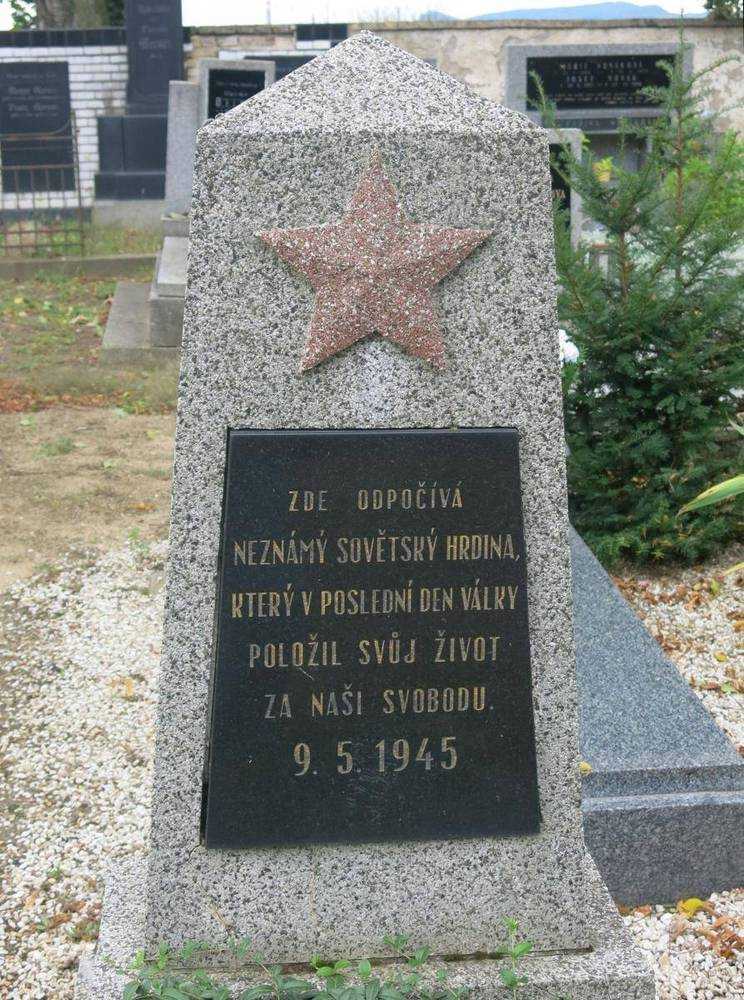 ZDE ODPOČÍVÁ
NEZNÁMÝ SOVĚTSKÝ HRDINA,
KTERÝ V POSLEDNÍ DEN VÁLKY
POLOŽIL SVŮJ ŽIVOT
ZA NAŠI SVOBODU.
9. 5. 1945